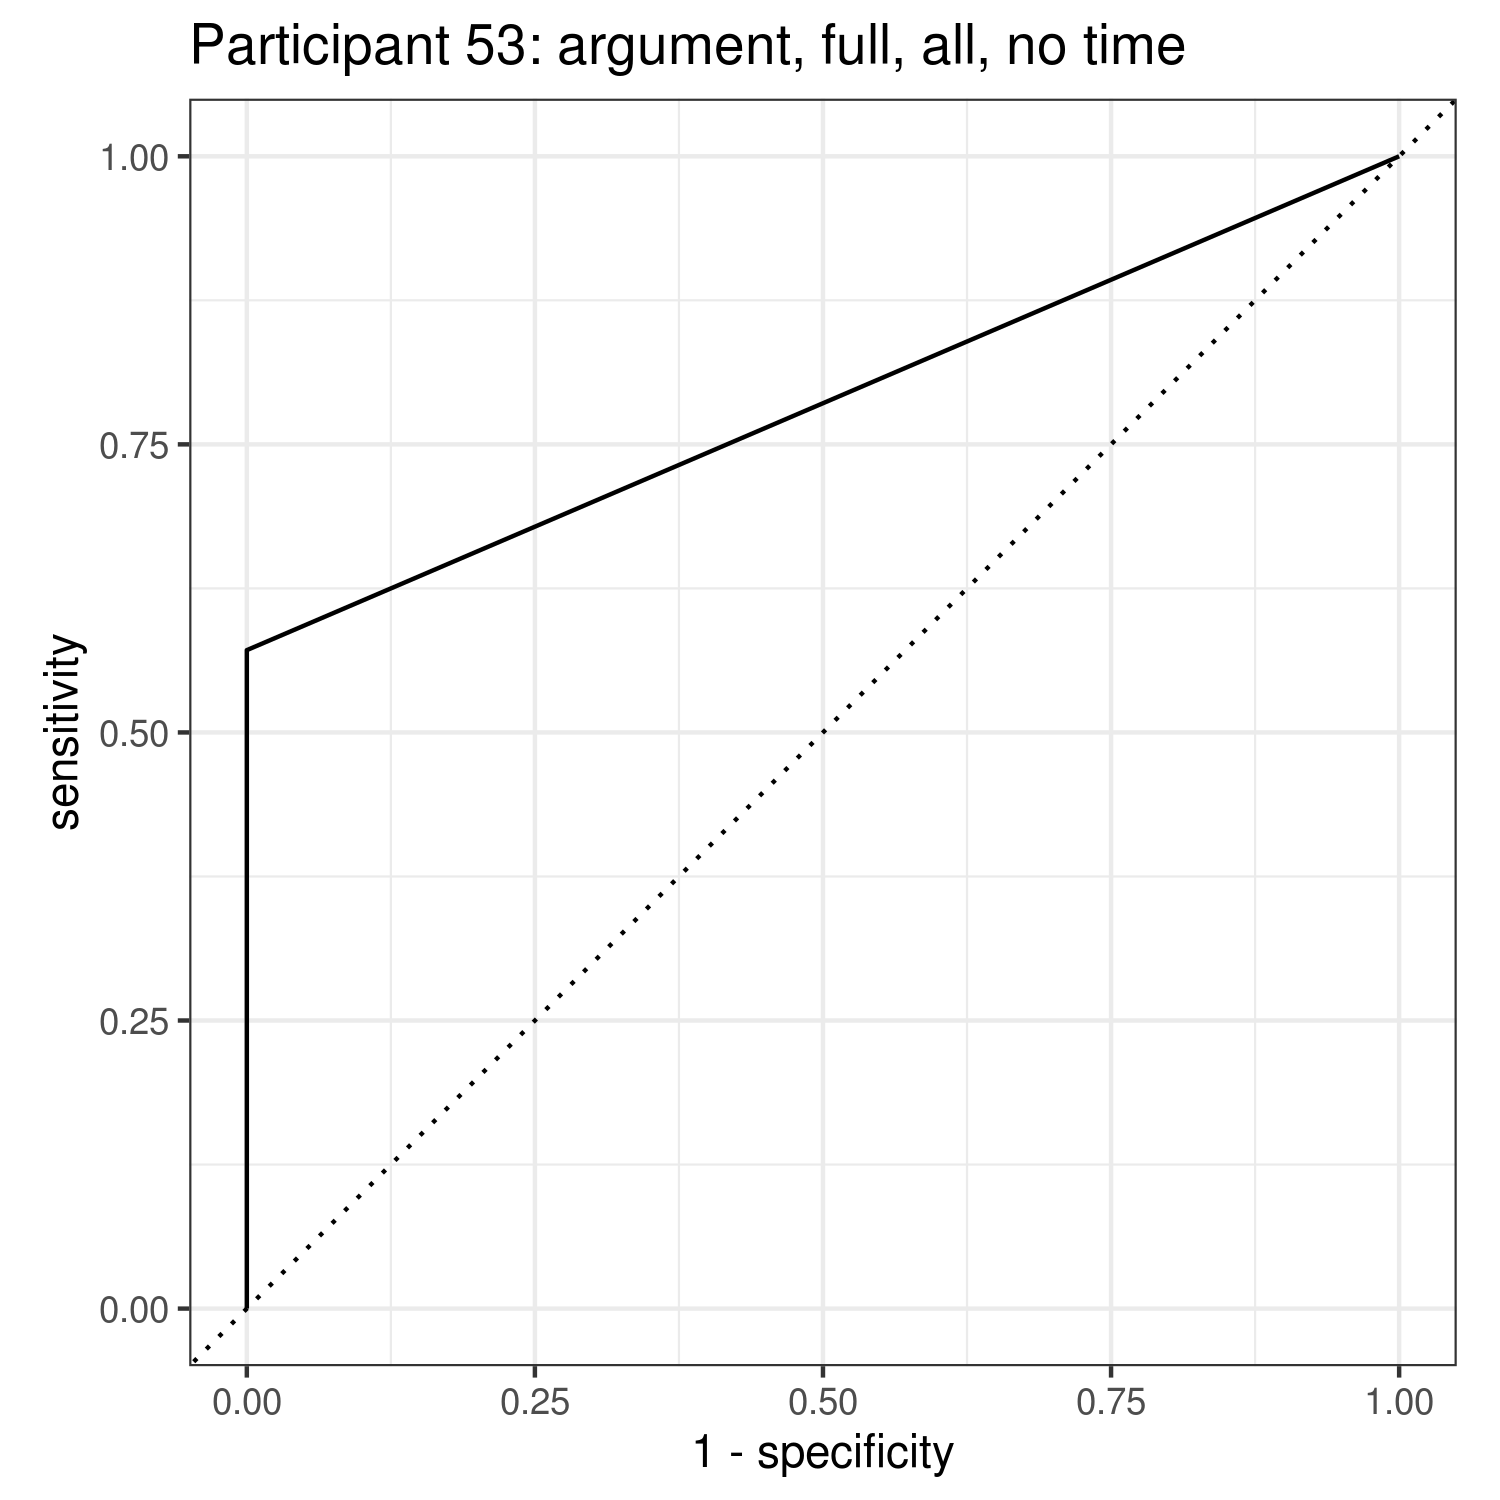 Participant 53: argument, full, all, no time
1.00
0.75
0.50
0.25
0.00
sensitivity
0.00 0.25 0.50 0.75 1.00
1 - specificity